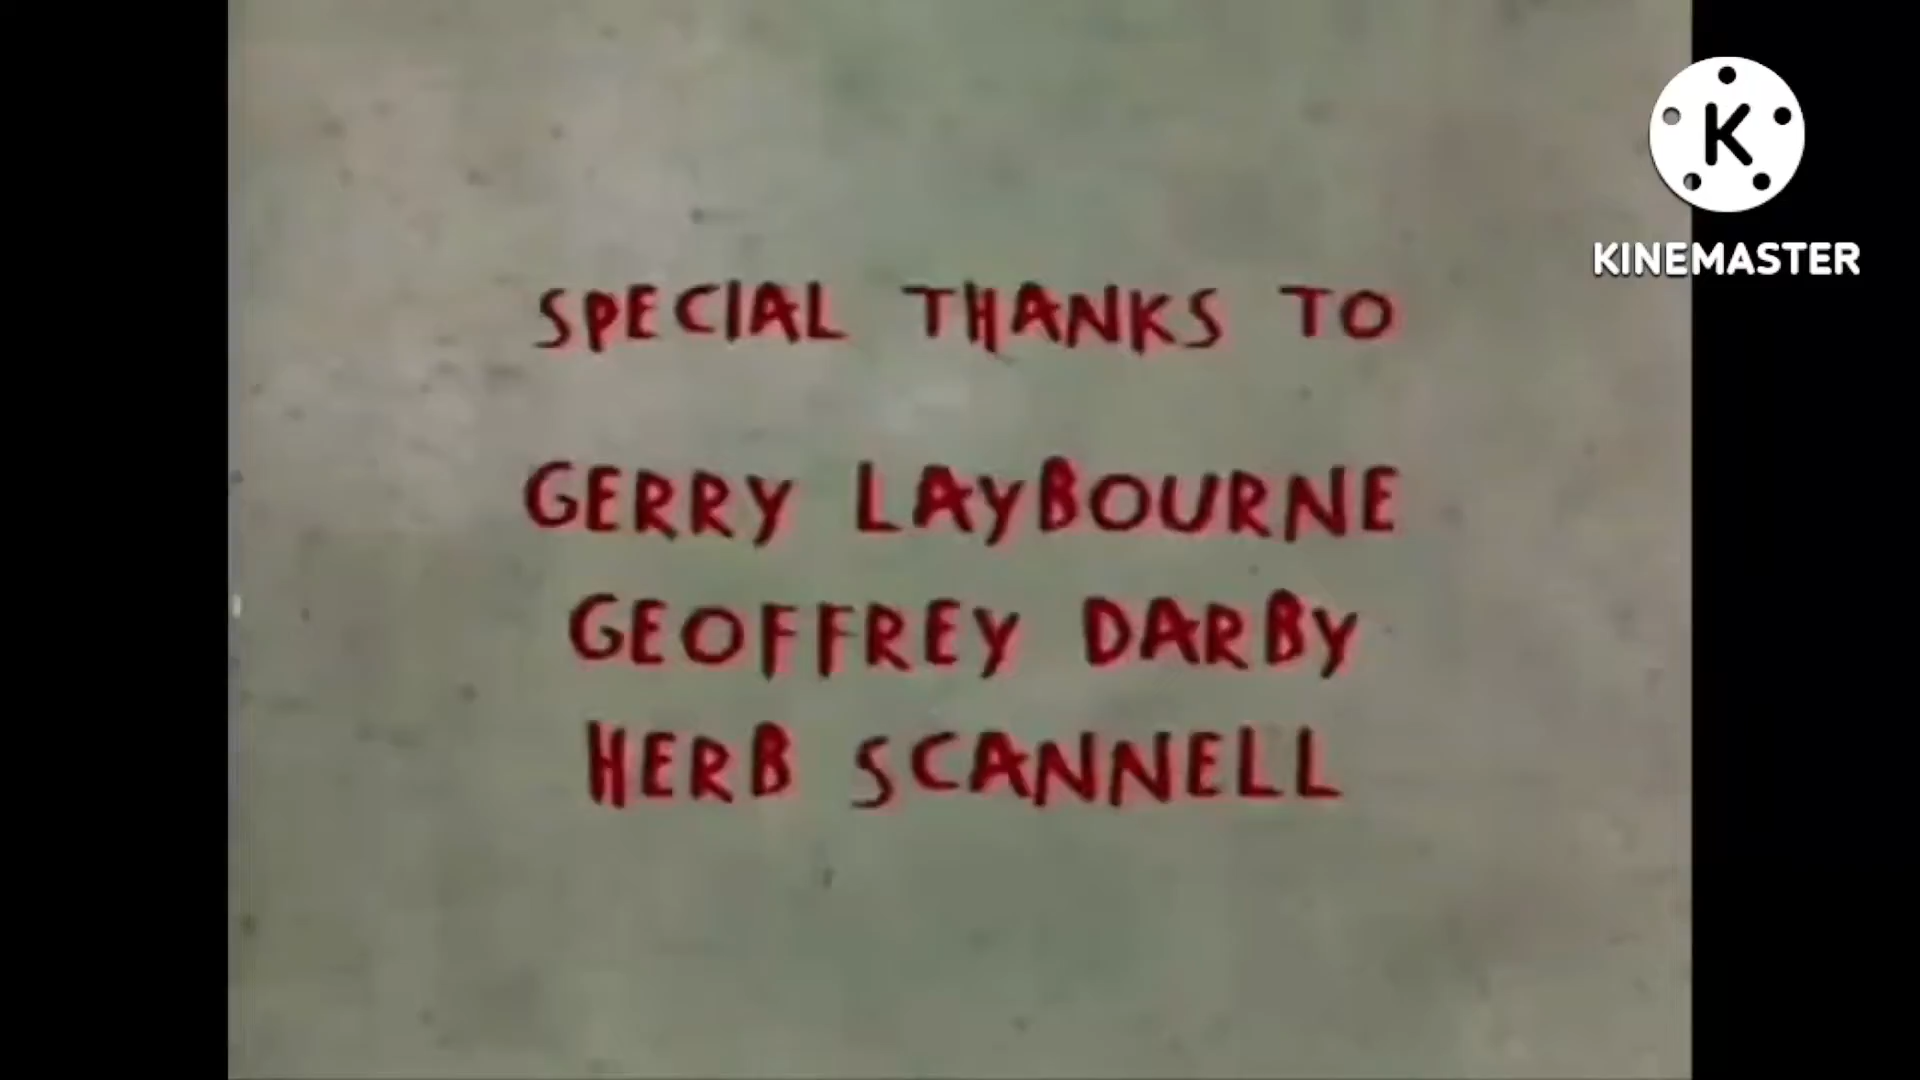 K
KINEMASTER
SPECIAL THANKS TO
GERRY LAYBOURNE
GEOFFREY DARBY
HERB SCANNELL